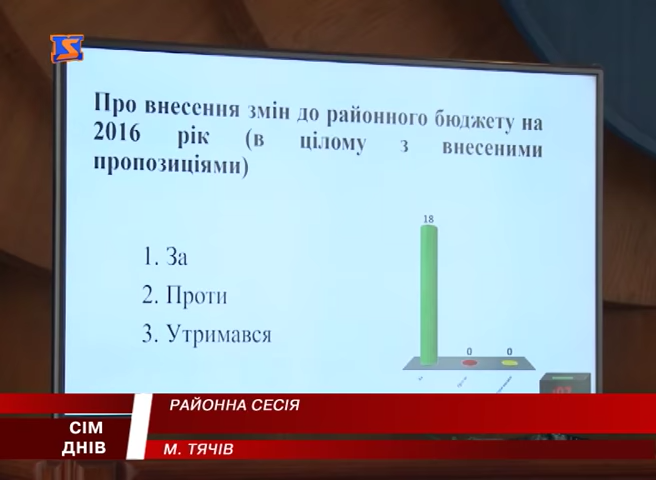 Про внесення змін до районного бюджету на
2016 рік (в цілому з внесеними
пропозиціями)
1. За
2. Проти
3. Утримався
18
0
0
РАЙОННА СЕСІЯ
СІМ
ДНІВ
М. ТЯЧІВ